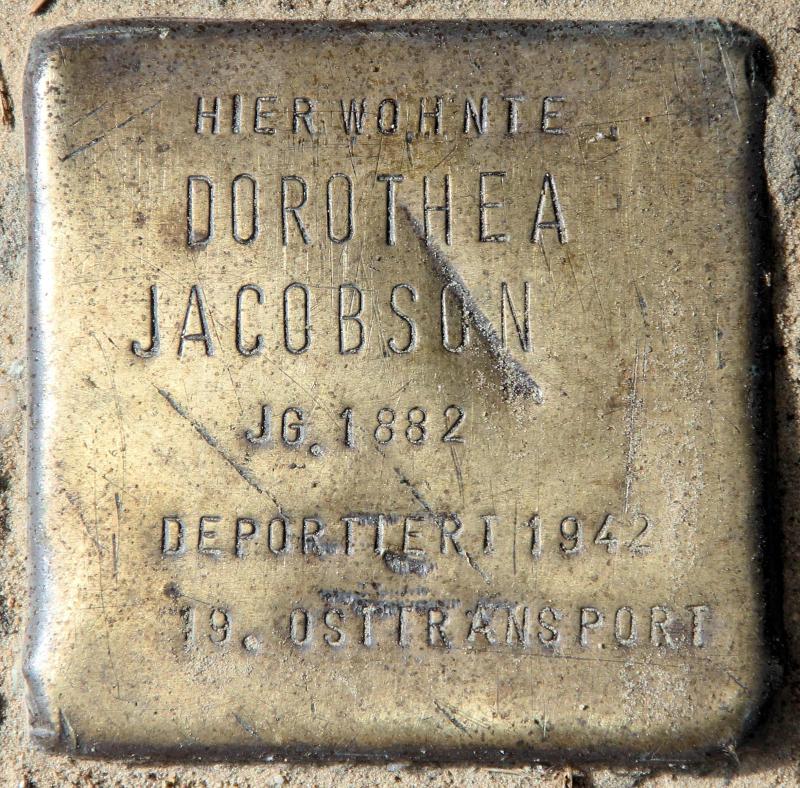 HIER WOHNTE
DOROTHEA
JACOBSON
JG. 1882
DEPORTIERT 1942
19. OSTTRANSPORT